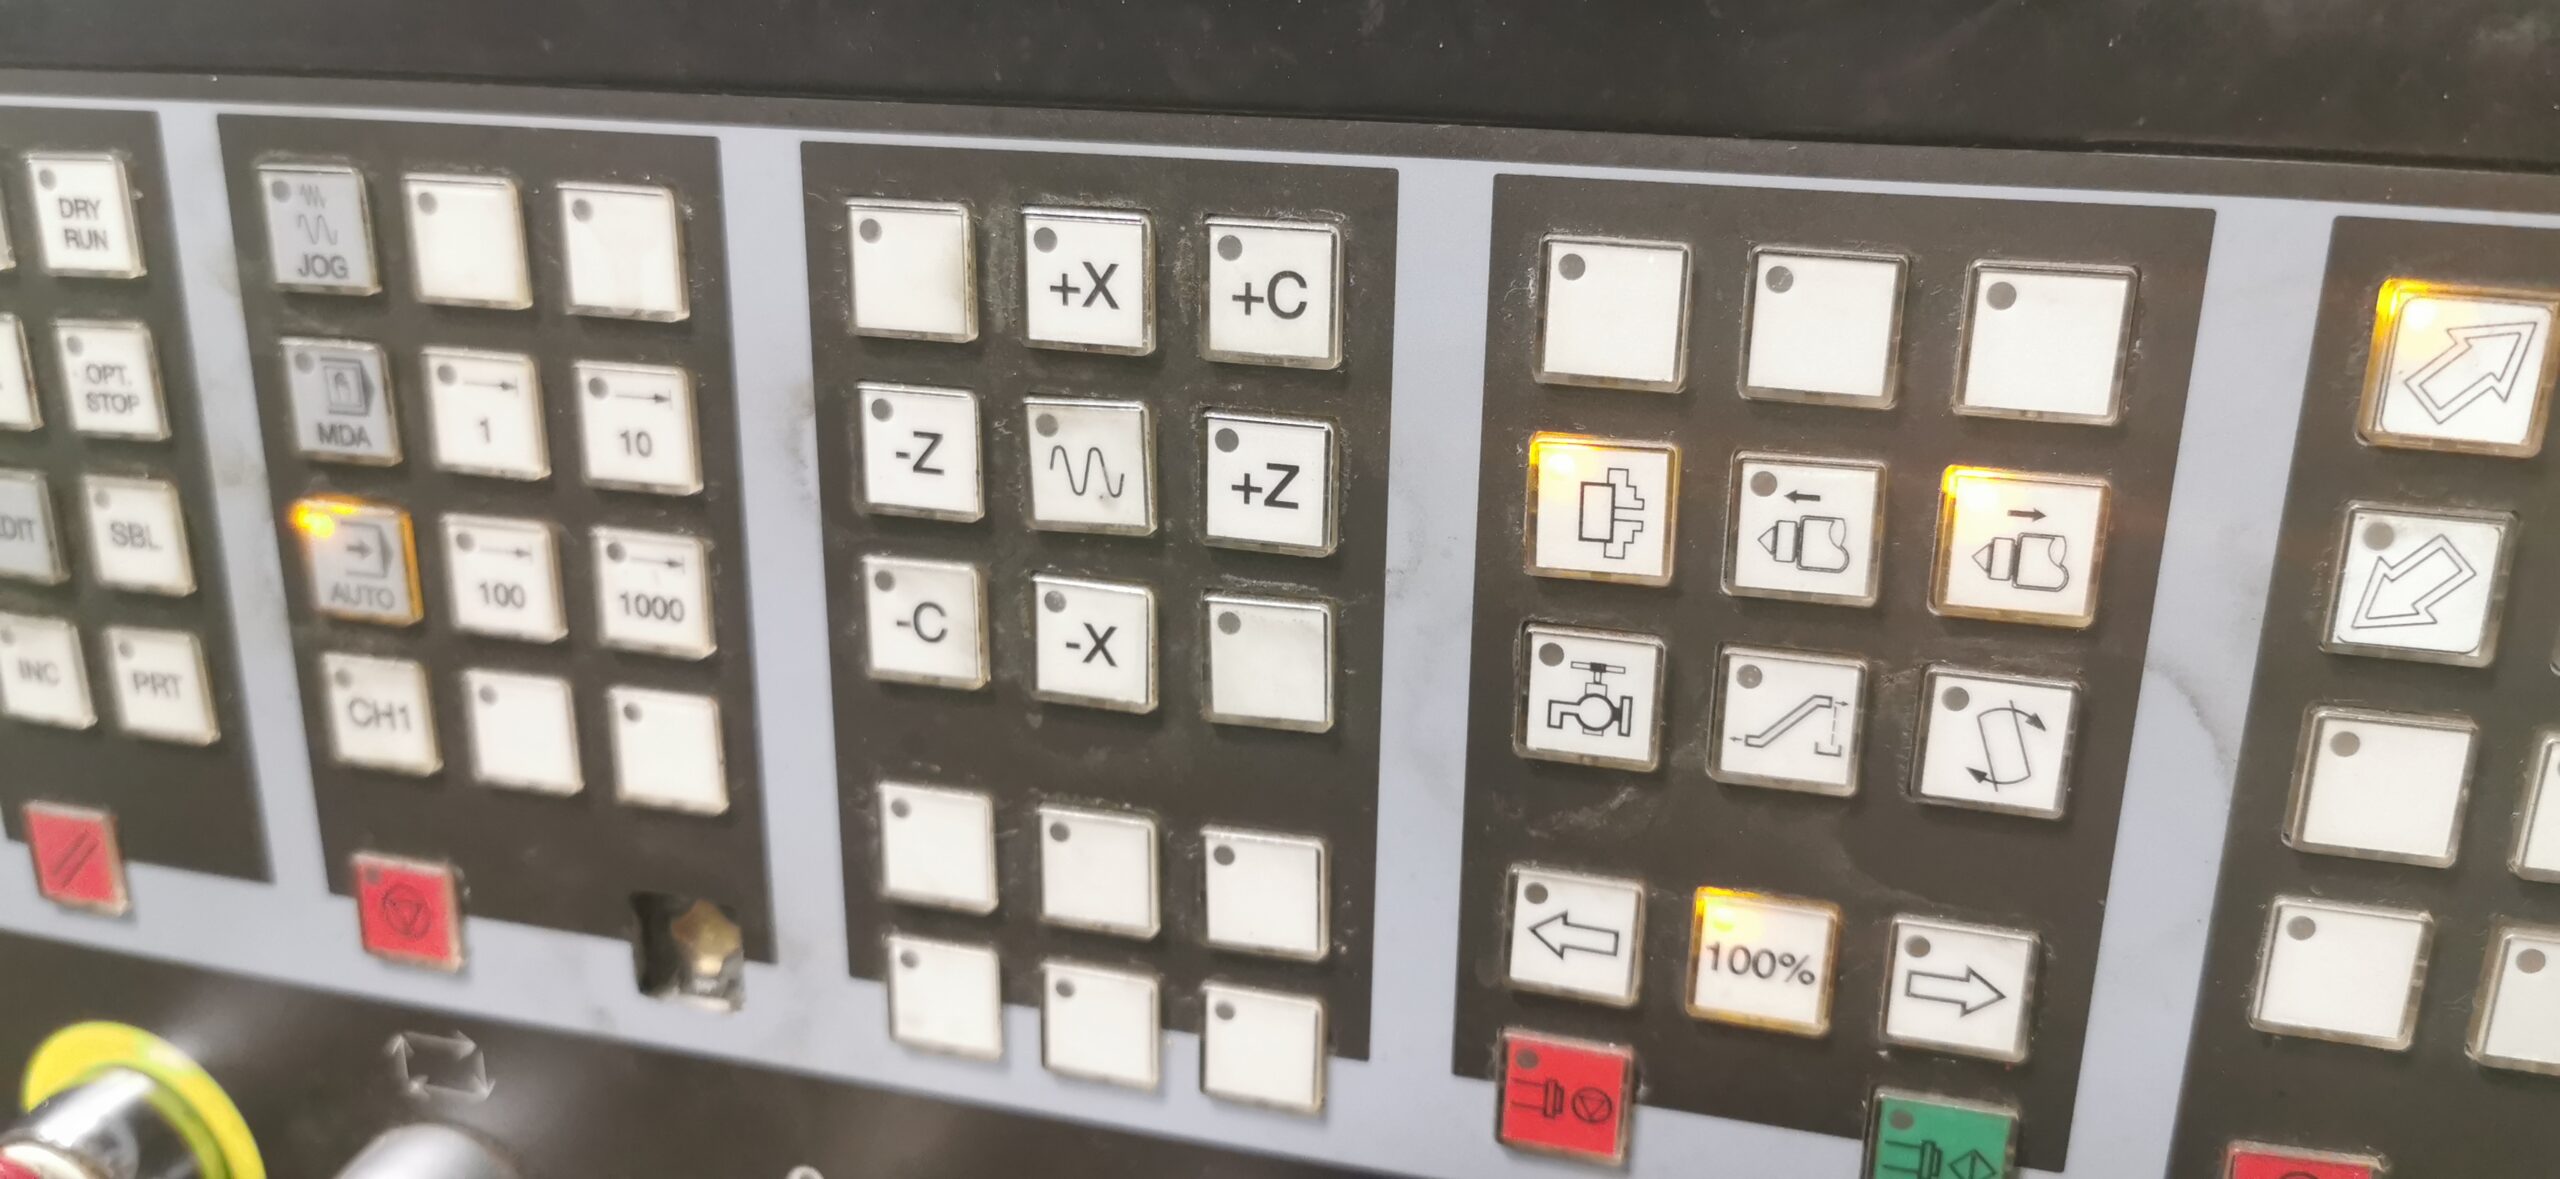 DRY
RUN
OPT.
STOP
SBL
INC
PRT
JOG
MDA
1
10
AUTO
100
1000
CH1
+X
+C
-Z
+Z
-C
-X
100%